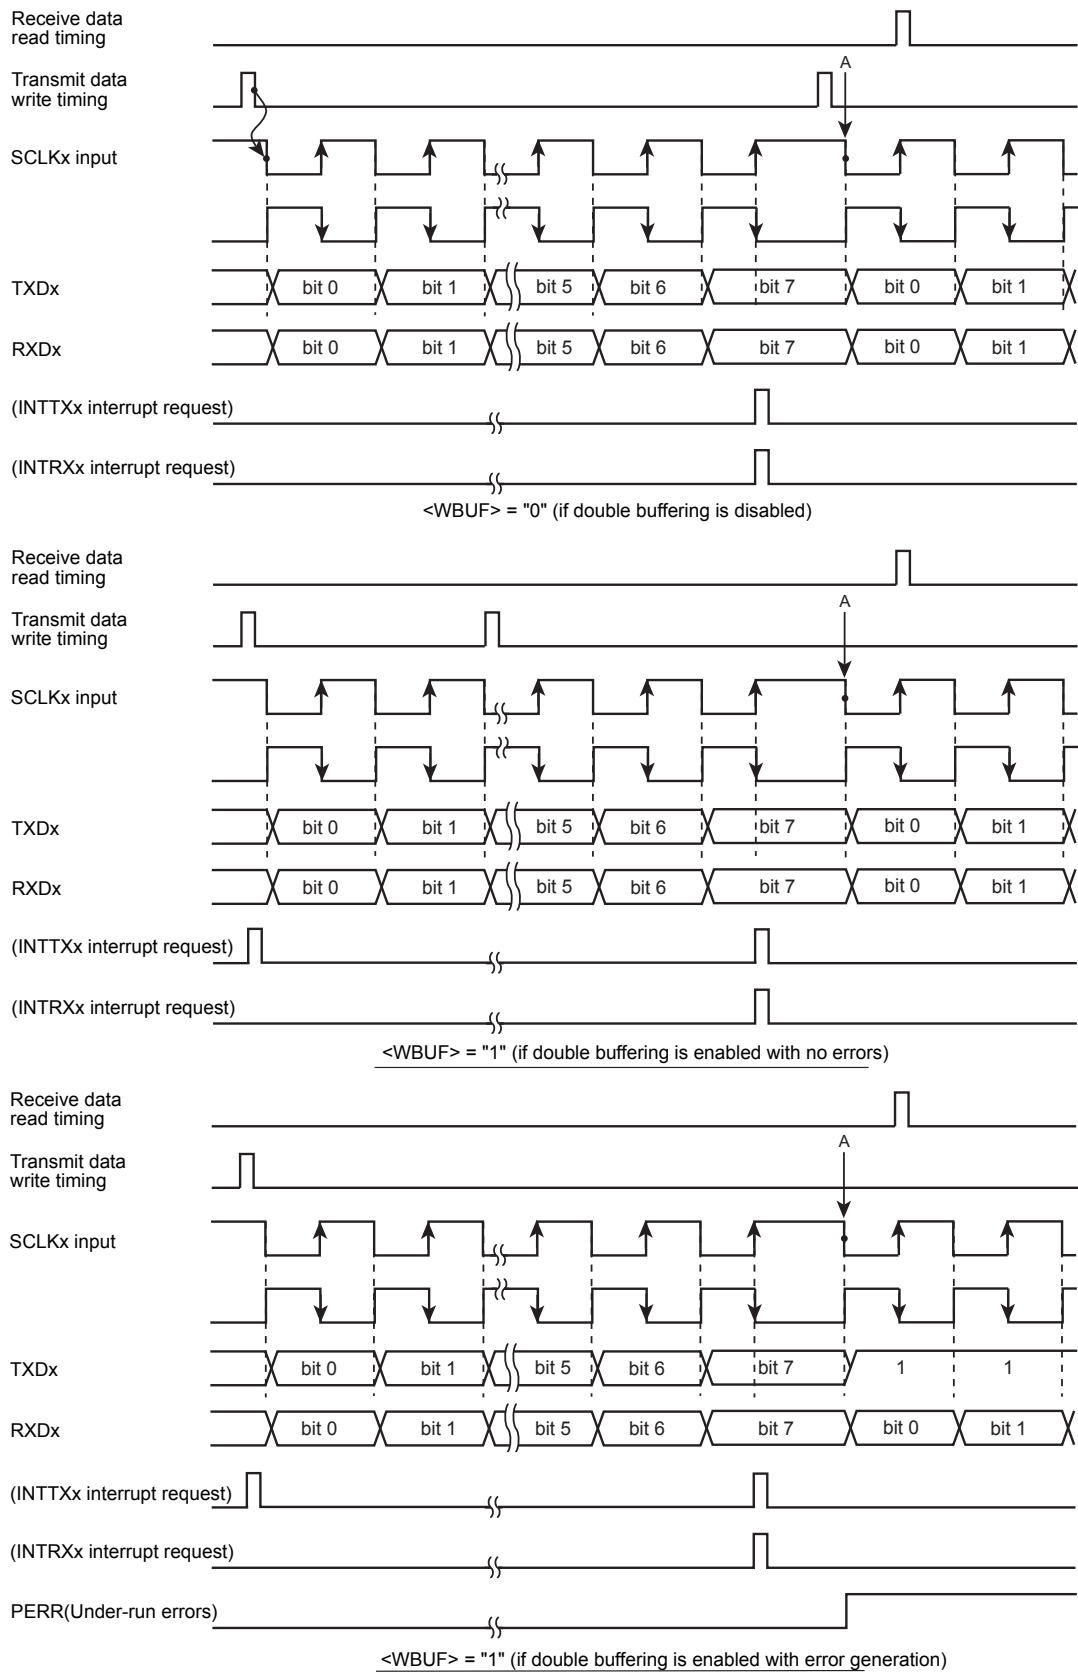 Receive data
read timing
Transmit data
write timing
A
SCLKx input
TXDx bit 0 bit 1 bit 5 bit 6 bit 7 bit 0 bit 1
RXDx bit 0 bit 1 bit 5 bit 6 bit 7 bit 0 bit 1
(INTTXx interrupt request)
(INTRXx interrupt request)
<WBUF> = "0" (if double buffering is disabled)
Receive data
read timing
Transmit data
write timing
A
SCLKx input
TXDx bit 0 bit 1 bit 5 bit 6 bit 7 bit 0 bit 1
RXDx bit 0 bit 1 bit 5 bit 6 bit 7 bit 0 bit 1
(INTTXx interrupt request)
(INTRXx interrupt request)
<WBUF> = "1" (if double buffering is enabled with no errors)
Receive data
read timing
Transmit data
write timing
A
SCLKx input
TXDx bit 0 bit 1 bit 5 bit 6 bit 7 1 1
RXDx bit 0 bit 1 bit 5 bit 6 bit 7 bit 0 bit 1
(INTTXx interrupt request)
(INTRXx interrupt request)
PERR(Under-run errors)
<WBUF> = "1" (if double buffering is enabled with error generation)